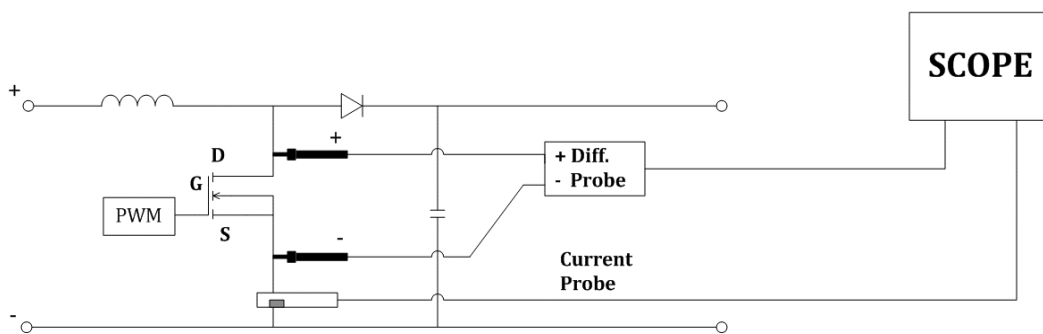 SCOPE
+
+
D
+ Diff.
- Probe
G
PWM
S
-
Current
Probe
-